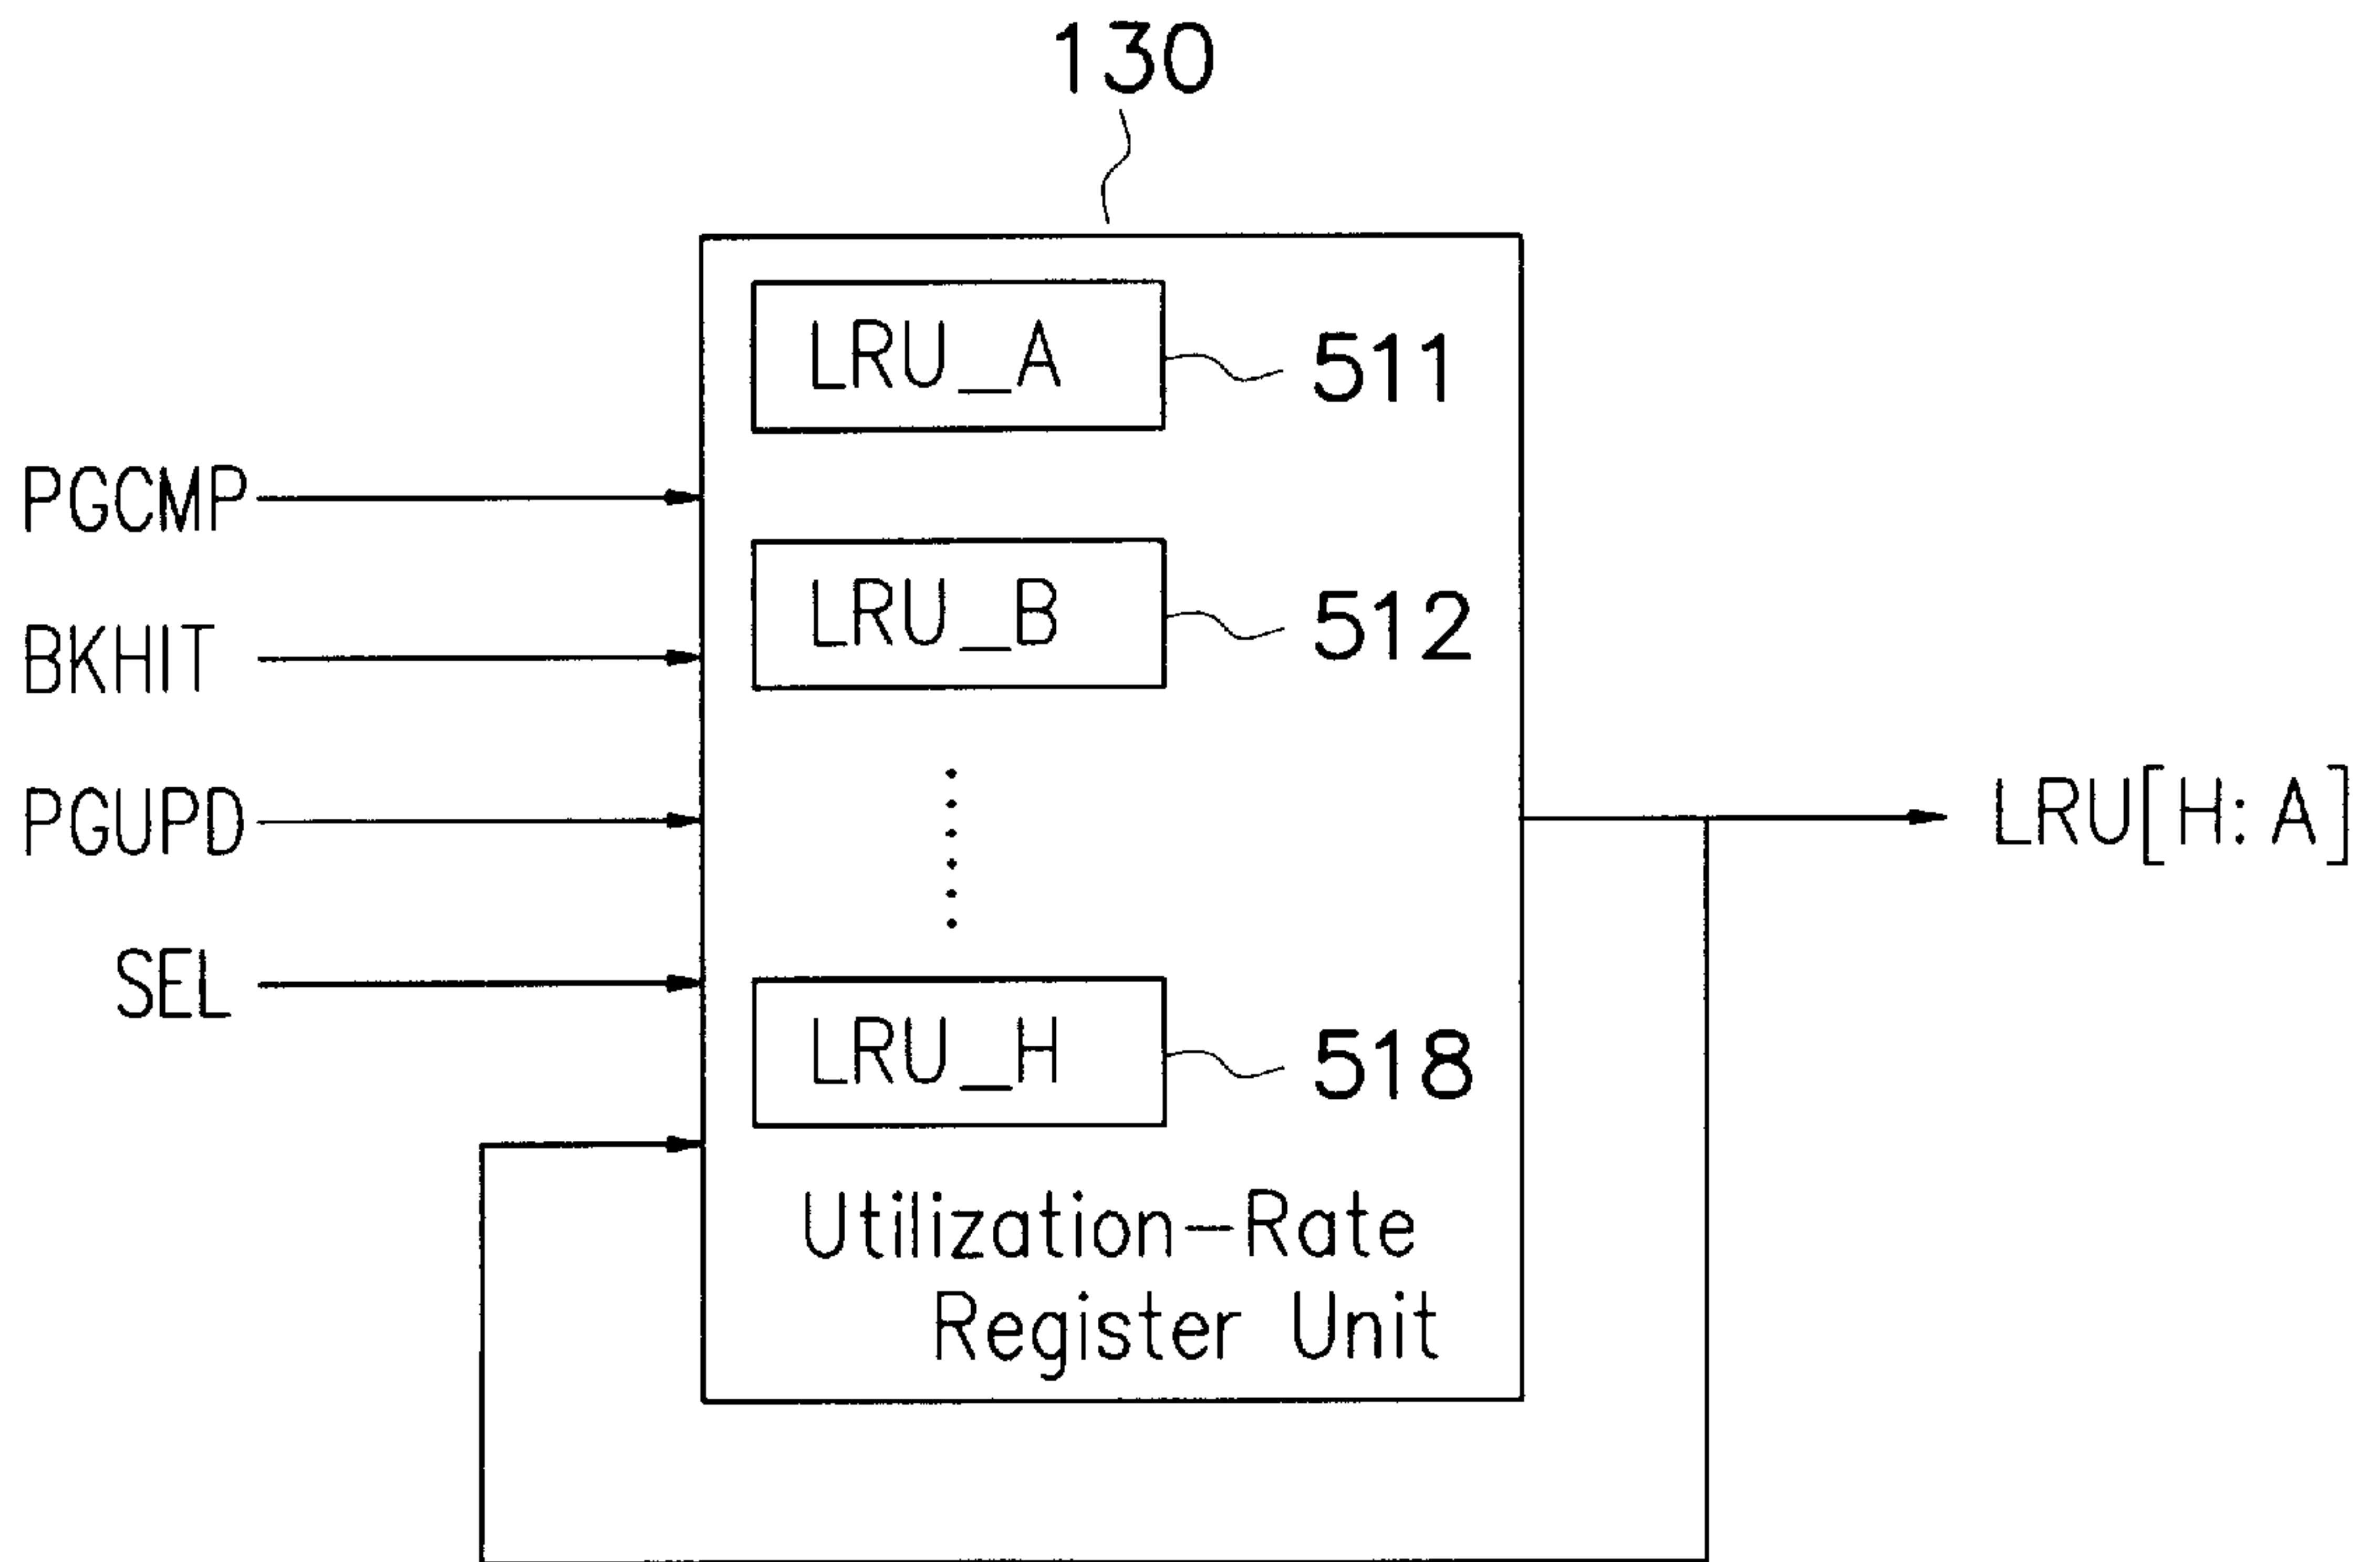 130
LRU_A
511
PGCMP
LRU_B
512
BKHIT
PGUPD
LRU[H:A]
SEL
LRU_H
518
Utilization-Rate
Register Unit